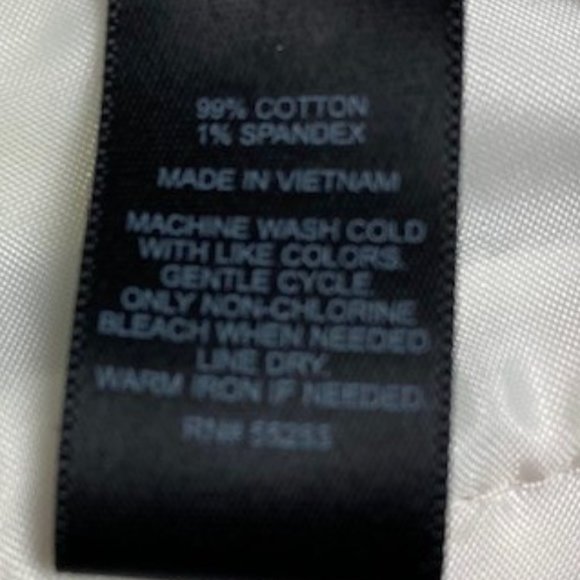 99% COTTON
1% SPANDEX
MADE IN VIETNAM
MACHINE WASH COLD
WITH LIKE COLORS.
GENTLE CYCLE.
ONLY NON-CHLORINE
BLEACH WHEN NEEDED
LINE DRY.
WARM IRON IF NEEDED.
RN#